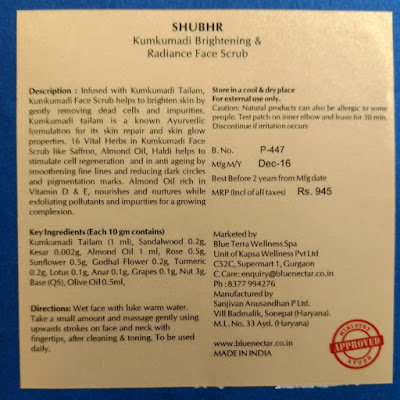 SHUBHR
Kumkumadi Brightening &
Radiance Face Scrub
Description : Infused with Kumkumadi Tailam,
Kumkumadi Face Scrub helps to brighten skin by
gently removing dead cells and impurities.
Kumkumadi tailam is a known Ayurvedic
formulation for its skin repair and skin glow
properties. 16 Vital Herbs in Kumkumadi Face
Scrub like Saffron, Almond Oil, Haldi helps to
stimulate cell regeneration and in anti ageing by
smoothening fine lines and reducing dark circles
and pigmentation marks. Almond Oil rich in
Vitamin D & E, nourishes and nurtures while
exfoliating pollutants and impurities for a growing
complexion.
Key Ingredients (Each 10 gm contains)
Kumkumadi Tailam (1 ml), Sandalwood 0.2g,
Kesar 0.002g, Almond Oil 1 ml, Rose 0.5g,
Sunflower 0.5g, Godhal Flower 0.2g, Turmeric
0.2g, Lotus 0.1g, Anar 0.1g, Grapes 0.1g, Nut 3g,
Base (QS), Olive Oil 0.5ml,
Directions: Wet face with luke warm water.
Take a small amount and massage gently using
upwards strokes on face and neck with
fingertips, after cleaning & toning. To be used
daily.
Store in a cool & dry place
For external use only.
Caution: Natural products can also be allergic to some
people. Test patch on inner elbow and leave for 30 min.
Discontinue if irritation occurs
B. No. P-447
Mfg M/Y Dec-16
Best Before 2 years from Mfg date
MRP (Incl of all taxes) Rs. 945
Marketed by
Blue Terra Wellness Spa
Unit of Kapsa Wellness Pvt Ltd
C52C, Supermart 1, Gurgaon
C.Care: enquiry@bluenectar.co.in
Ph : 8377 994276
Manufactured by
Sanjivan Anusandhan P Ltd.
Vill Badmalik, Sonepat (Haryana).
M.L. No. 33 Ayd. (Haryana)
www.bluenectar.co.in
MADE IN INDIA
MINISTRY
APPROVED
AYUSH